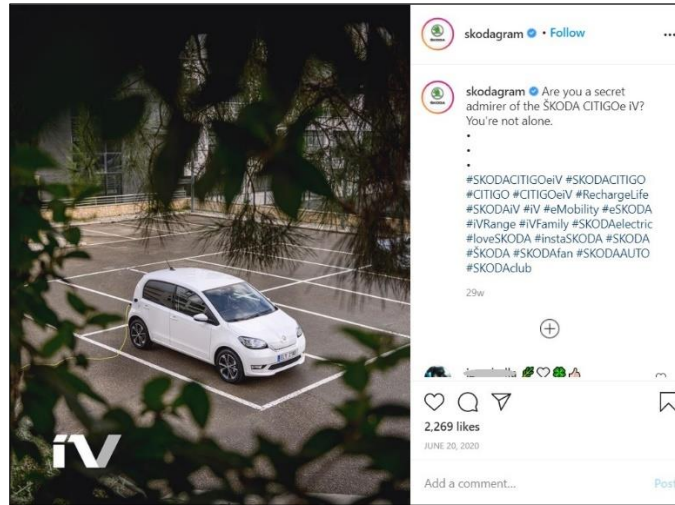 skodagram • Follow
skodagram Are you a secret
admirer of the ŠKODA CITIGOe iV?
You're not alone.
•
•
•
#SKODACITIGOeiV #SKODACITIGO
#CITIGO #CITIGOeiV #RechargeLife
#SKODAiV #iV #eMobility #eSKODA
#iVRange #iVFamily #SKODAelectric
#loveSKODA #instaSKODA #SKODA
#ŠKODA #SKODAfan #SKODAAUTO
#SKODAclub
29w
2,269 likes
JUNE 20, 2020
Add a comment... Post
iV